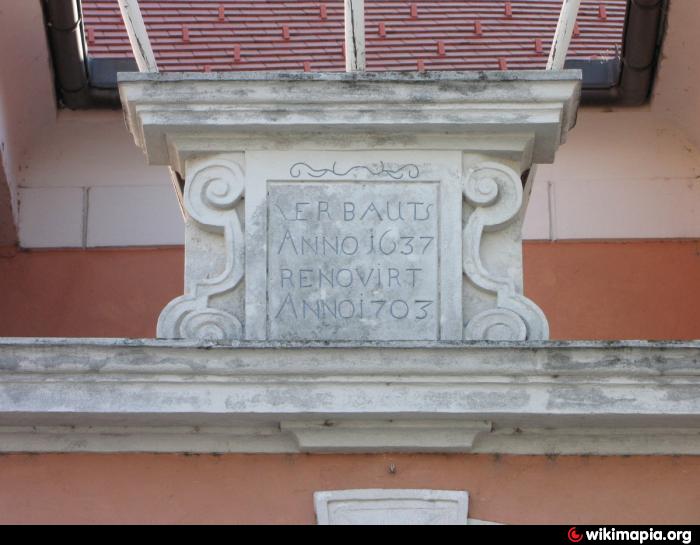 ERBAUTS
ANNO 1637
RENOVIRT
ANNO 1703
wikimapia.org